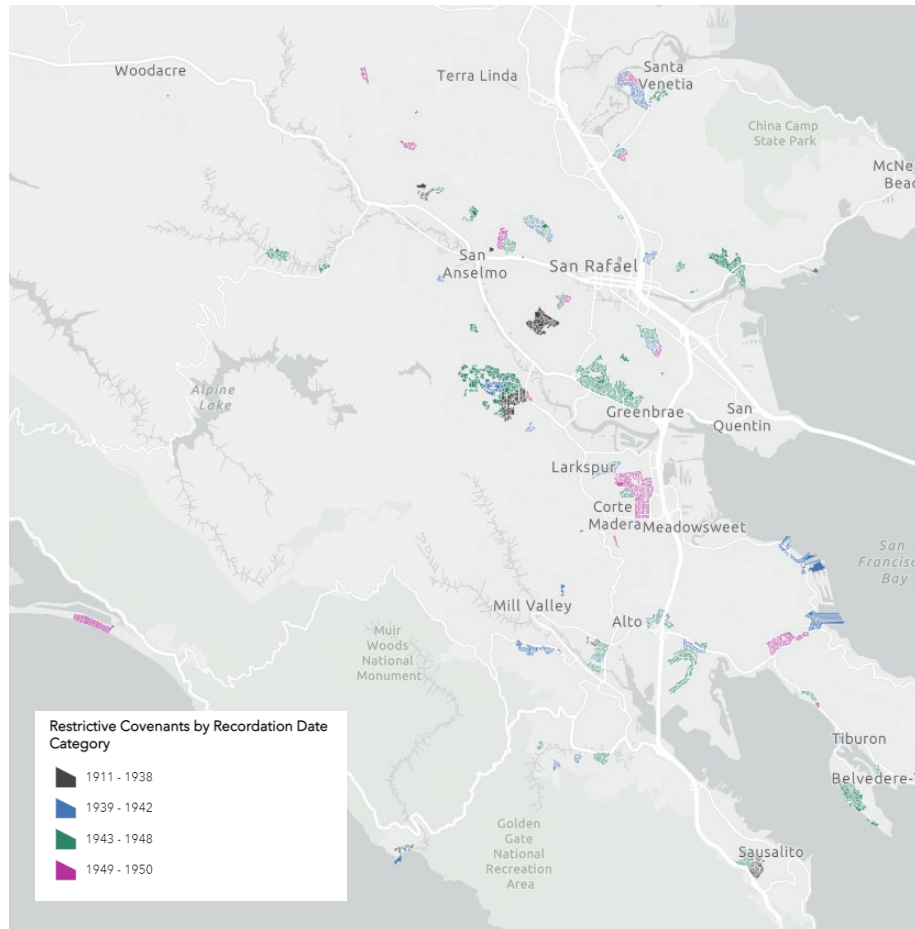 Woodacre
Terra Linda
Santa
Venetia
China Camp
State Park
McNe
Beac
San
Anselmo
San Rafael
Alpine
Lake
Greenbrae
San
Quentin
Larkspur
Corte
Madera
Meadowsweet
San
Francisc
Bay
Mill Valley
Alto
Muir
Woods
National
Monument
Tiburon
Belvedere-T
Golden
Gate
National
Recreation
Area
Sausalito
Restrictive Covenants by Recordation Date
Category
1911 - 1938
1939 - 1942
1943 - 1948
1949 - 1950